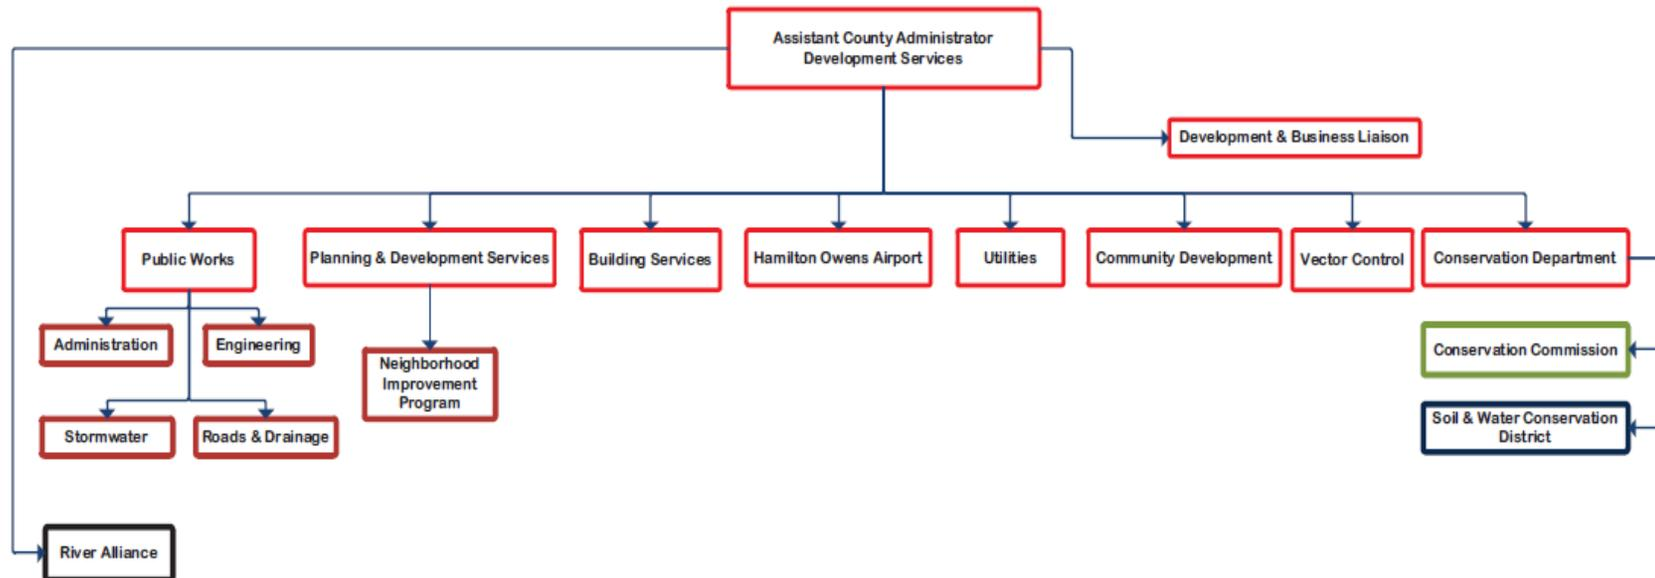 Assistant County Administrator
Development Services
Development & Business Liaison
Public Works
Planning & Development Services
Building Services
Hamilton Owens Airport
Utilities
Community Development
Vector Control
Conservation Department
Administration
Engineering
Neighborhood
Improvement
Program
Conservation Commission
Stormwater
Roads & Drainage
Soil & Water Conservation
District
River Alliance